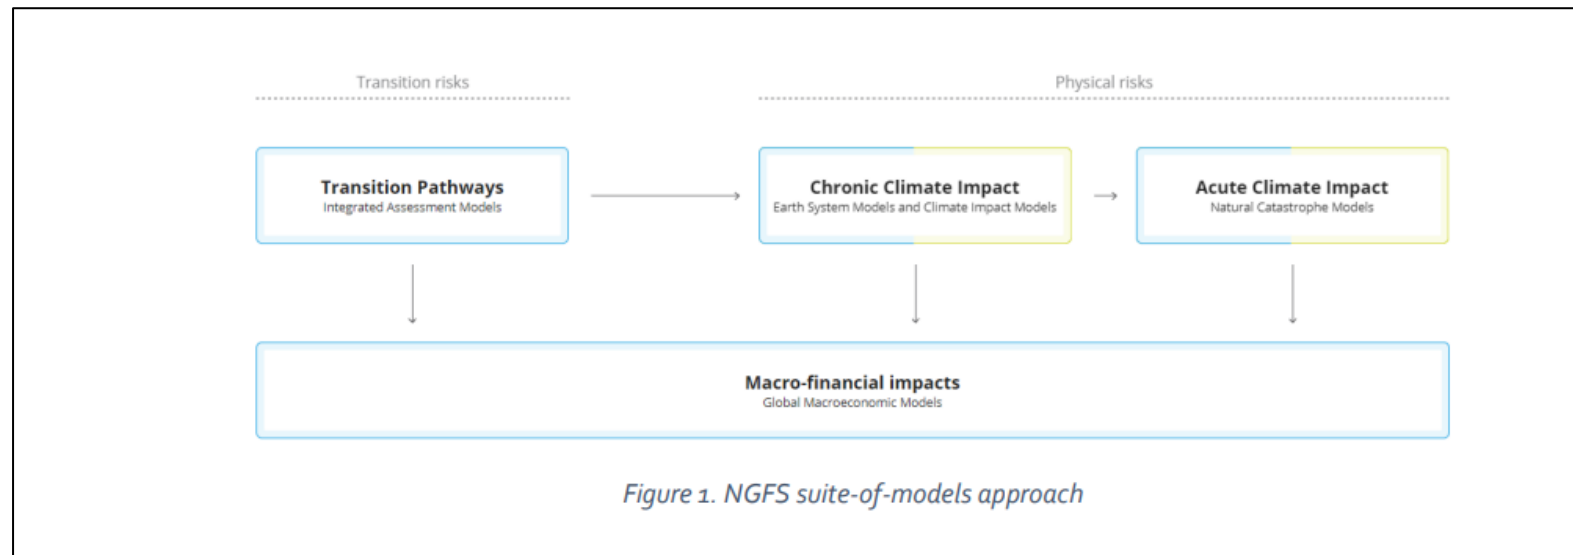 Transition risks
Physical risks
Transition Pathways
Integrated Assessment Models
Chronic Climate Impact
Earth System Models and Climate Impact Models
Acute Climate Impact
Natural Catastrophe Models
Macro-financial impacts
Global Macroeconomic Models
Figure 1. NGFS suite-of-models approach